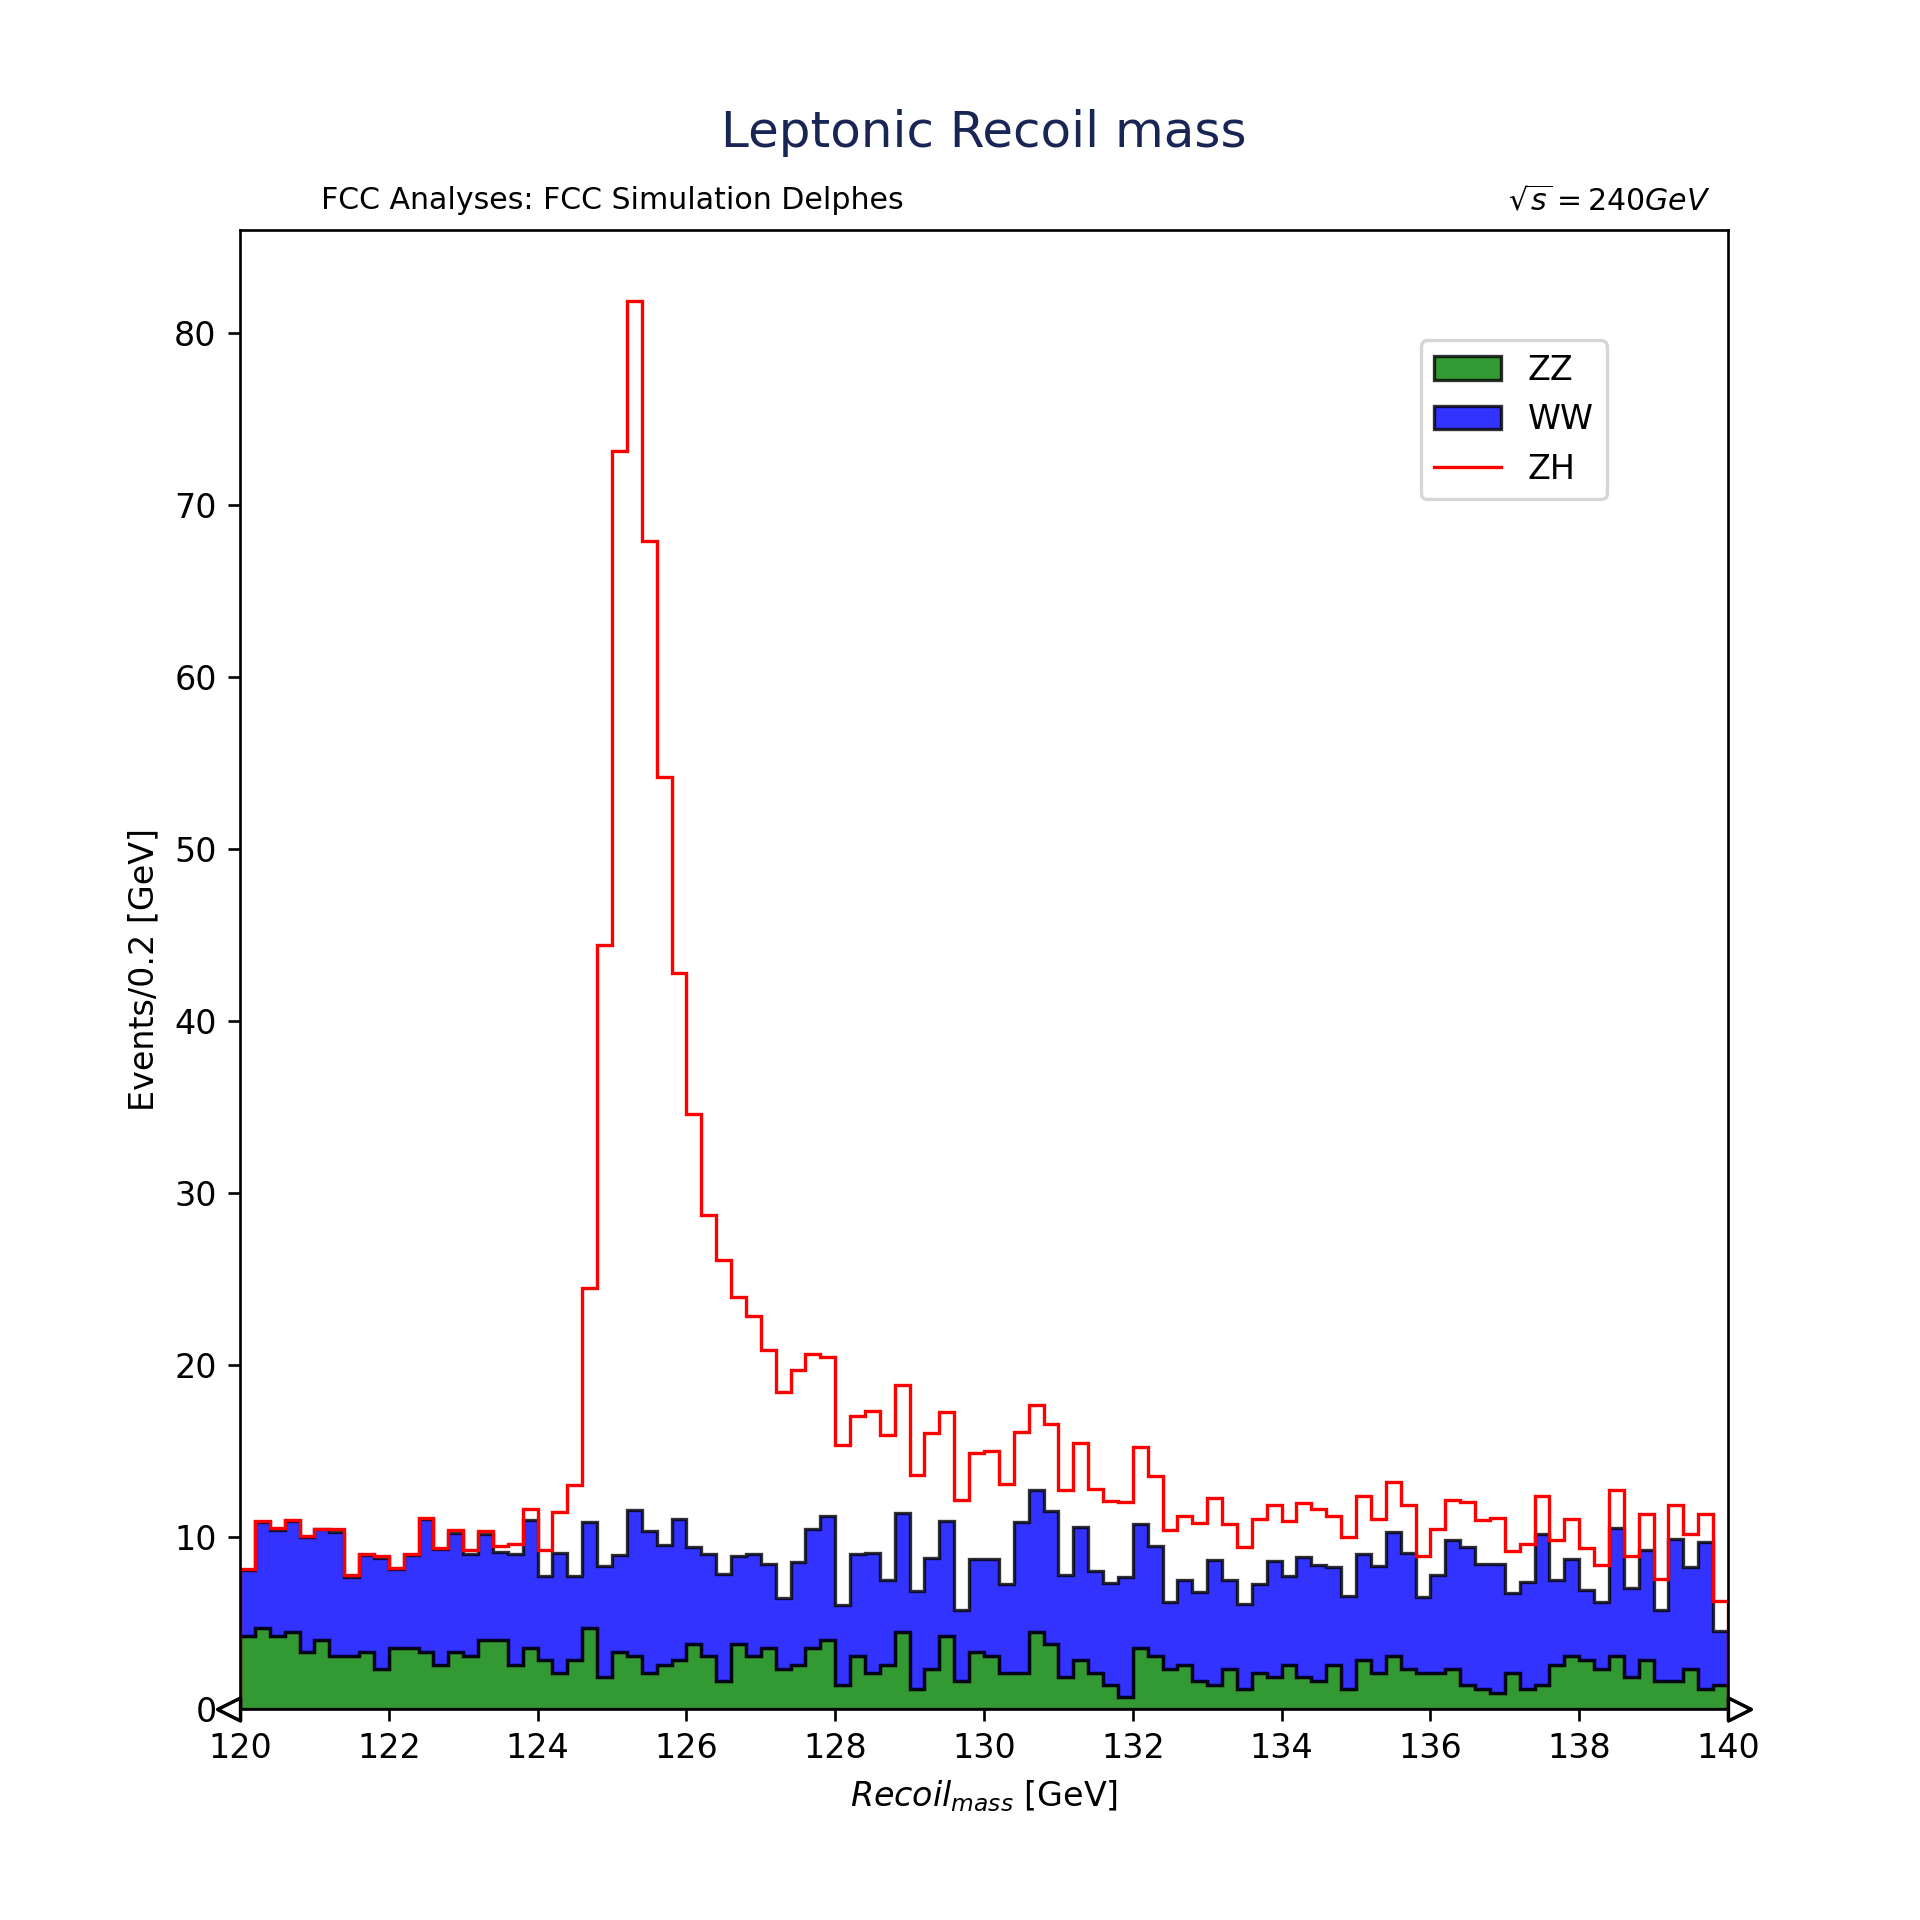 Leptonic Recoil mass
FCC Analyses: FCC Simulation Delphes
√s = 240GeV
ZZ
WW
ZH
Events/0.2 [GeV]
80
70
60
50
40
30
20
10
0
120 122 124 126 128 130 132 134 136 138 140
Recoil_mass [GeV]